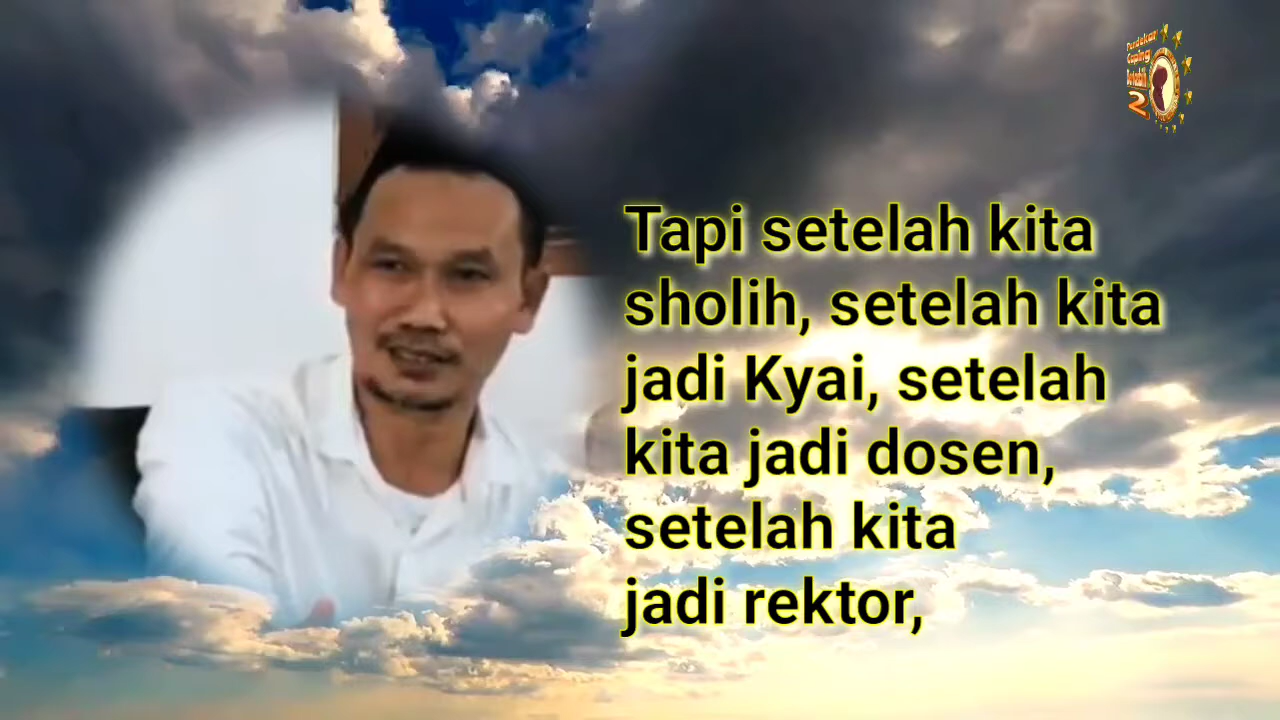 Tapi setelah kita
sholih, setelah kita
jadi Kyai, setelah
kita jadi dosen,
setelah kita
jadi rektor,